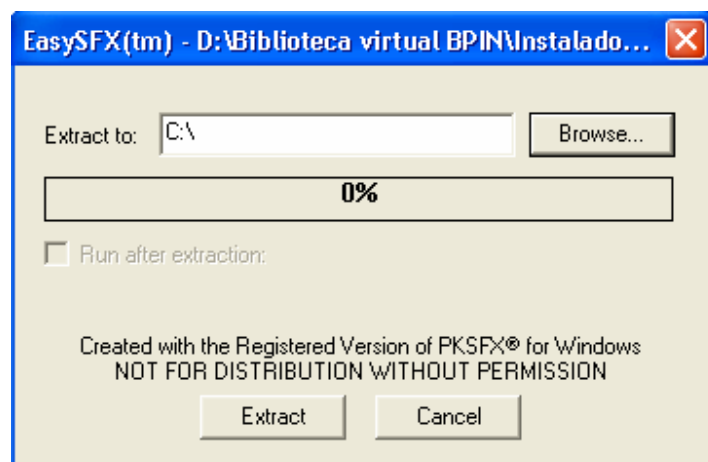 EasySFX(tm) - D:\Biblioteca virtual BPIN\Instalado...
Extract to: C:\ Browse...
0%
Run after extraction:
Created with the Registered Version of PKSFX® for Windows
NOT FOR DISTRIBUTION WITHOUT PERMISSION
Extract Cancel